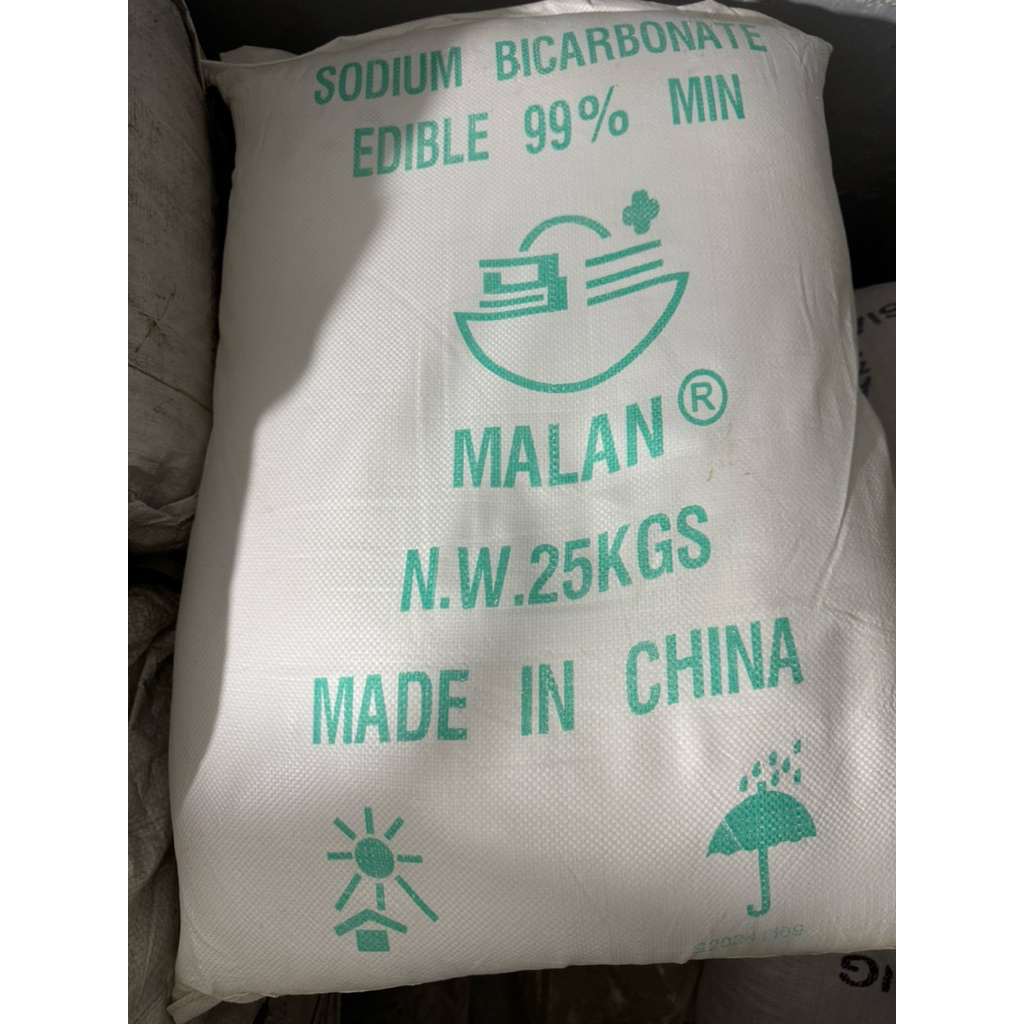 SODIUM BICARBONATE
EDIBLE 99% MIN
MALAN®
N.W.25KGS
MADE IN CHINA